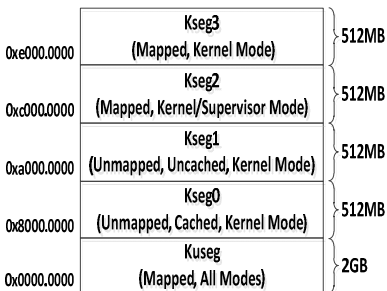 Kseg3
(Mapped, Kernel Mode)
512MB
0xe000.0000
Kseg2
(Mapped, Kernel/Supervisor Mode)
512MB
0xc000.0000
Kseg1
(Unmapped, Uncached, Kernel Mode)
512MB
0xa000.0000
Kseg0
(Unmapped, Cached, Kernel Mode)
512MB
0x8000.0000
Kuseg
(Mapped, All Modes)
2GB
0x0000.0000